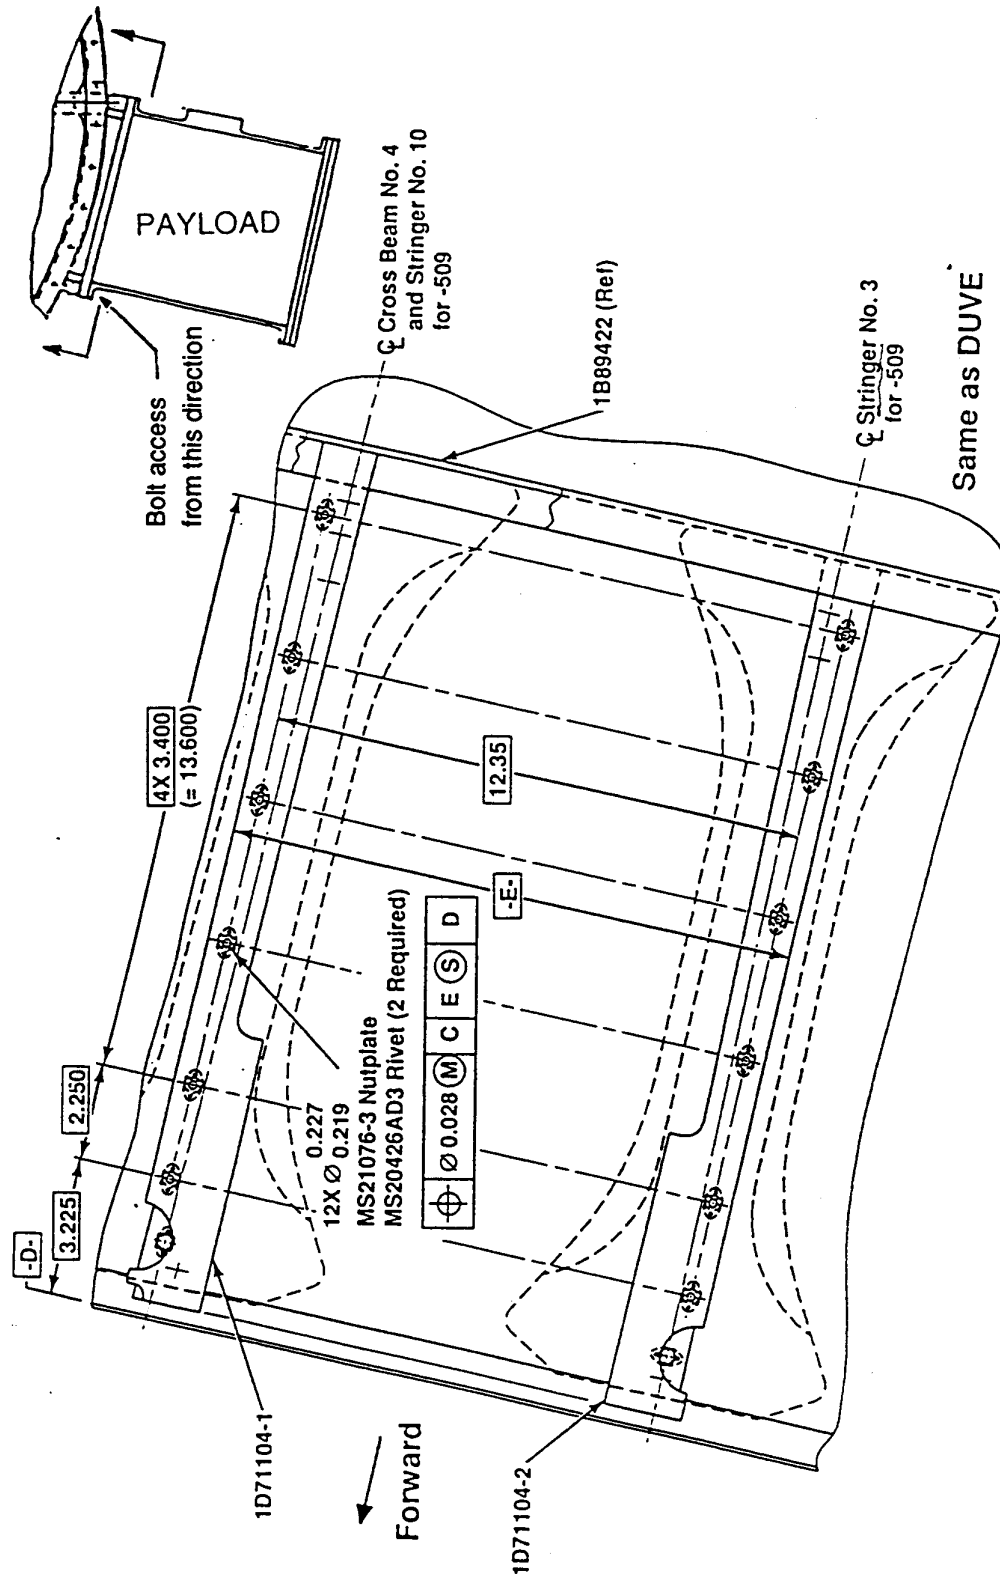 PAYLOAD
Bolt access
from this direction
℄ Cross Beam No. 4
and Stringer No. 10
for -509
1B89422 (Ref)
℄ Stringer No. 3
for -509
Same as DUVE
4X 3.400
(= 13.600)
2.250
3.225
-D-
12.35
-E-
12X Ø 0.227
0.219
MS21076-3 Nutplate
MS20426AD3 Rivet (2 Required)
⌖ Ø 0.028 Ⓜ C E Ⓢ D
1D71104-1
Forward
1D71104-2